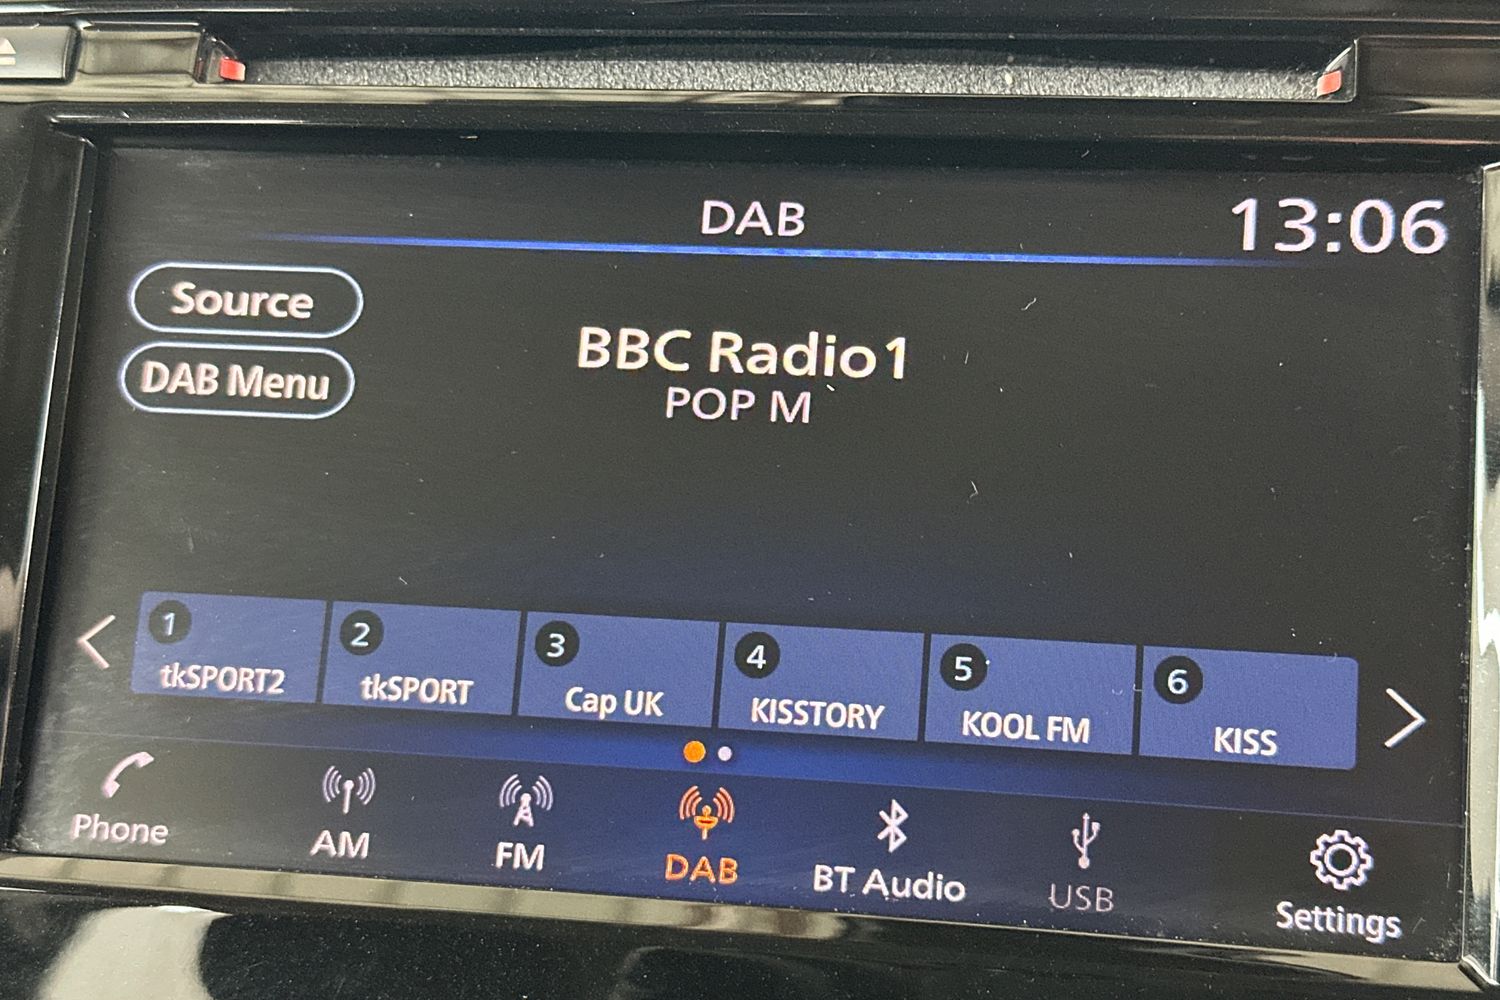 DAB
13:06
Source
BBC Radio1
POP M
DAB Menu
1
tkSPORT2
2
tkSPORT
3
Cap UK
4
KISSTORY
5
KOOL FM
6
KISS
Phone
AM
FM
DAB
BT Audio
USB
Settings